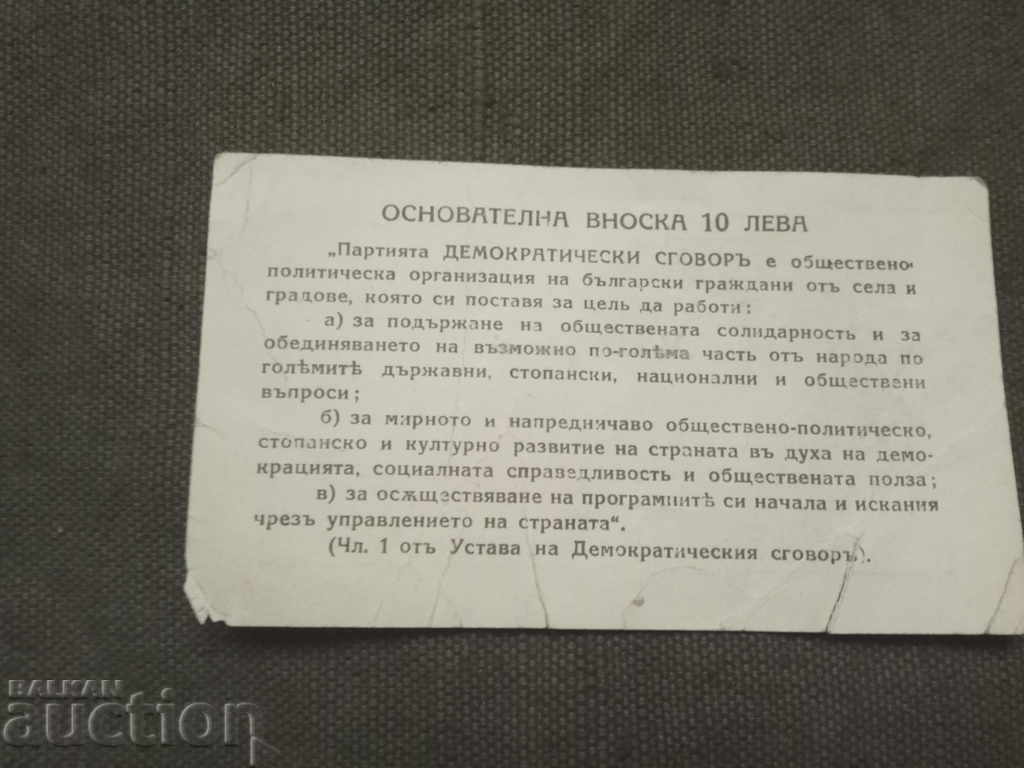 ОСНОВАТЕЛНА ВНОСКА 10 ЛЕВА
„Партията ДЕМОКРАТИЧЕСКИ СГОВОРЪ е обществено-
политическа организация на български граждани отъ села и
градове, която си поставя за цель да работи:
а) за подържане на обществената солидарность и за
обединяването на възможно по-голѣма часть отъ народа по
голѣмитѣ държавни, стопански, национални и обществени
въпроси;
б) за мирното и напредничаво обществено-политическо,
стопанско и културно развитие на страната въ духа на демо-
крацията, социалната справедливость и обществената полза;
в) за осѫществяване на програмнитѣ си начала и искания
чрезъ управлението на страната“.
(Чл. 1 отъ Устава на Демократическия сговоръ).
BALKAN
auction